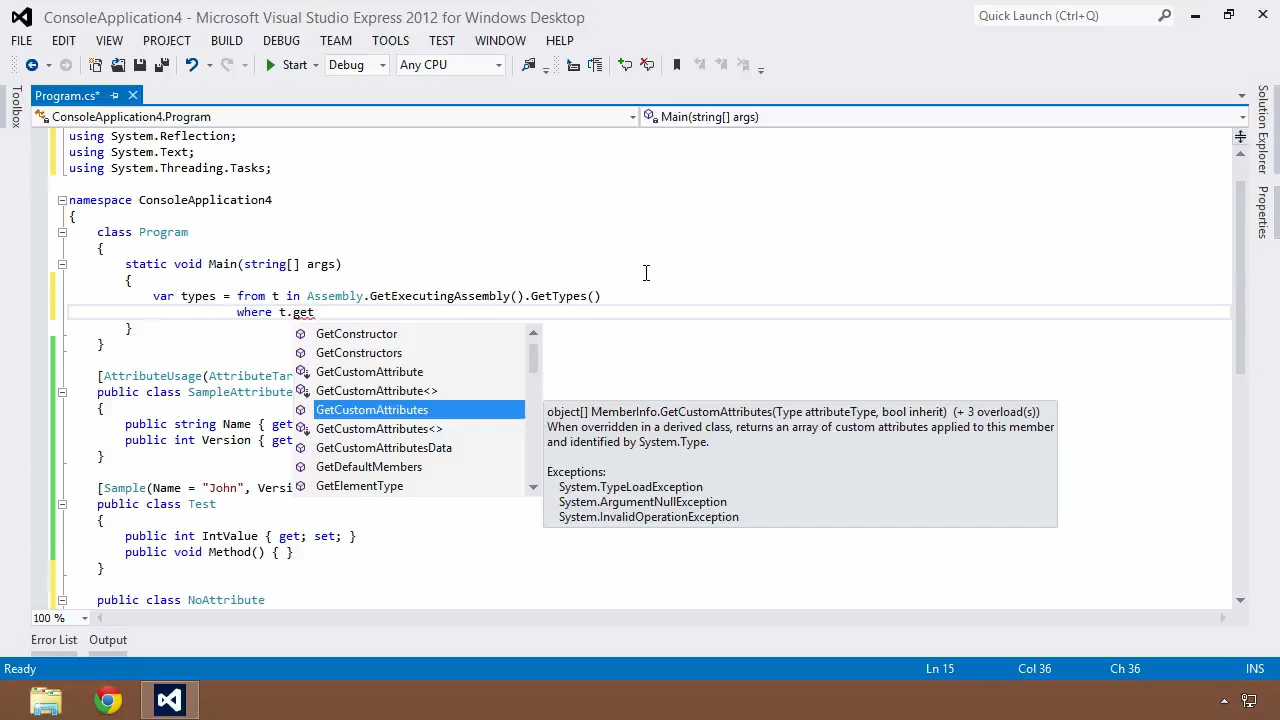 ConsoleApplication4 - Microsoft Visual Studio Express 2012 for Windows Desktop
Quick Launch (Ctrl+Q)
FILE EDIT VIEW PROJECT BUILD DEBUG TEAM TOOLS TEST WINDOW HELP
Start Debug Any CPU
Program.cs*
Toolbox
Solution Explorer
Properties
ConsoleApplication4.Program
Main(string[] args)
using System.Reflection;
using System.Text;
using System.Threading.Tasks;
namespace ConsoleApplication4
{
class Program
{
static void Main(string[] args)
{
var types = from t in Assembly.GetExecutingAssembly().GetTypes()
where t.get
}
}
[AttributeUsage(AttributeTar
public class SampleAttribute
{
public string Name { get
public int Version { get
}
[Sample(Name = "John", Versi
public class Test
{
public int IntValue { get; set; }
public void Method() { }
}
public class NoAttribute
GetConstructor
GetConstructors
GetCustomAttribute
GetCustomAttribute<>
GetCustomAttributes
GetCustomAttributes<>
GetCustomAttributesData
GetDefaultMembers
GetElementType
object[] MemberInfo.GetCustomAttributes(Type attributeType, bool inherit) (+ 3 overload(s))
When overridden in a derived class, returns an array of custom attributes applied to this member
and identified by System.Type.
Exceptions:
System.TypeLoadException
System.ArgumentNullException
System.InvalidOperationException
100 %
Error List Output
Ready
Ln 15
Col 36
Ch 36
INS